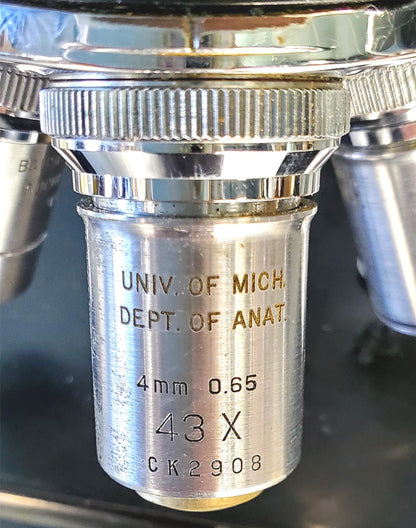 UNIV. OF MICH.
DEPT. OF ANAT.
4mm 0.65
43 X
CK2908